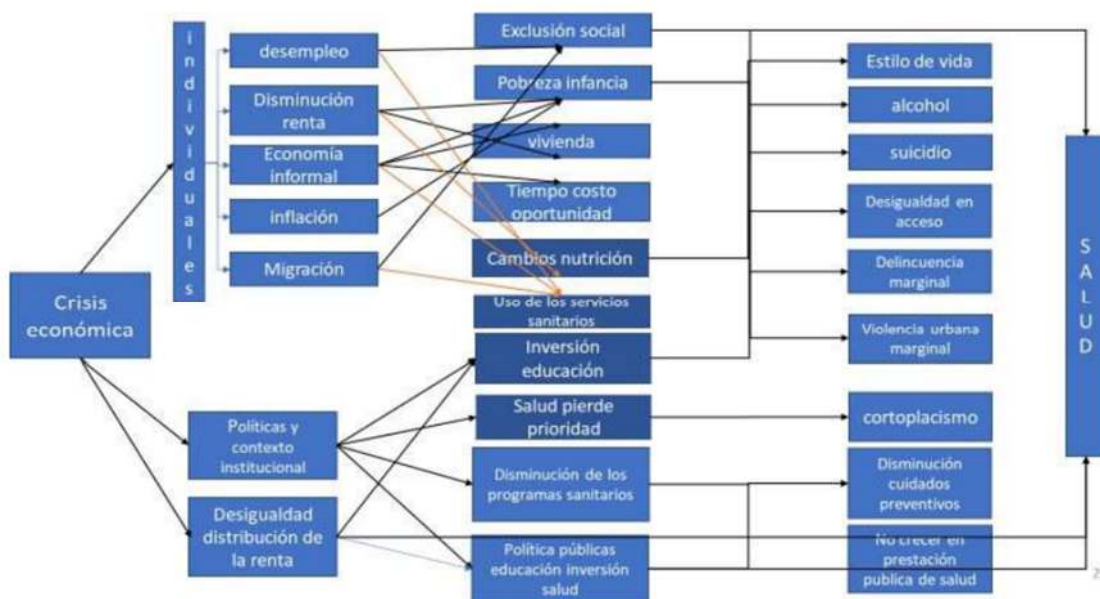 Crisis
económica
individuales
desempleo
Disminución
renta
Economía
informal
inflación
Migración
Políticas y
contexto
institucional
Desigualdad
distribución de
la renta
Exclusión social
Pobreza infancia
vivienda
Tiempo costo
oportunidad
Cambios nutrición
Uso de los servicios
sanitarios
Inversión
educación
Salud pierde
prioridad
Disminución de los
programas sanitarios
Política públicas
educación inversión
salud
Estilo de vida
alcohol
suicidio
Desigualdad en
acceso
Delincuencia
marginal
Violencia urbana
marginal
cortoplacismo
Disminución
cuidados
preventivos
No crecer en
prestación
publica de salud
SALUD
2